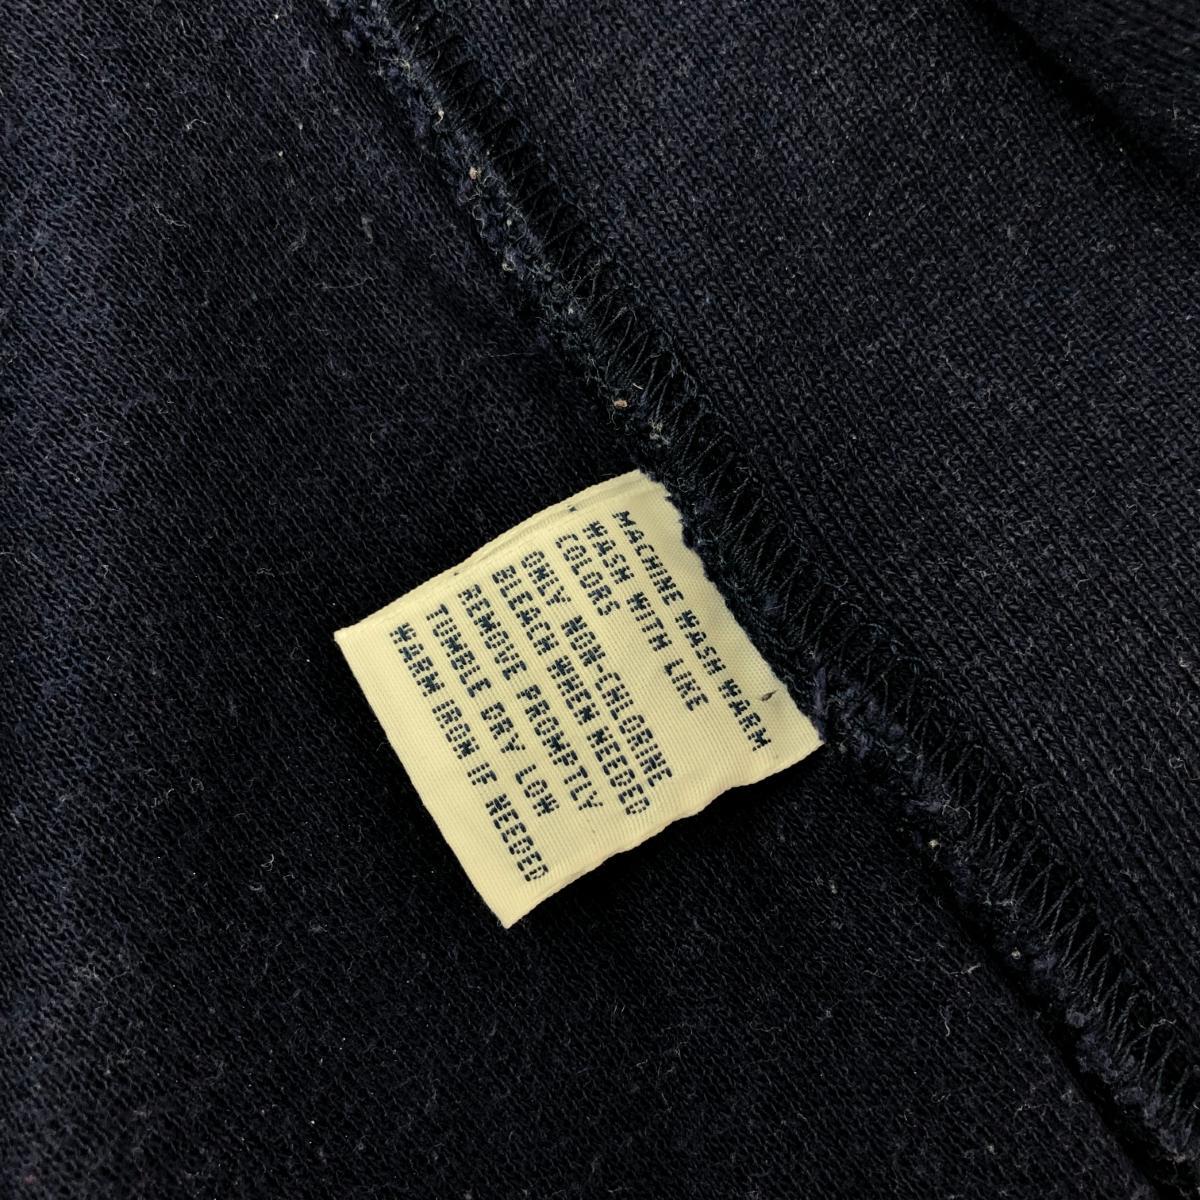 MACHINE WASH WARM
WASH WITH LIKE
COLORS
ONLY NON-CHLORINE
BLEACH WHEN NEEDED
REMOVE PROMPTLY
TUMBLE DRY LOW
WARM IRON IF NEEDED